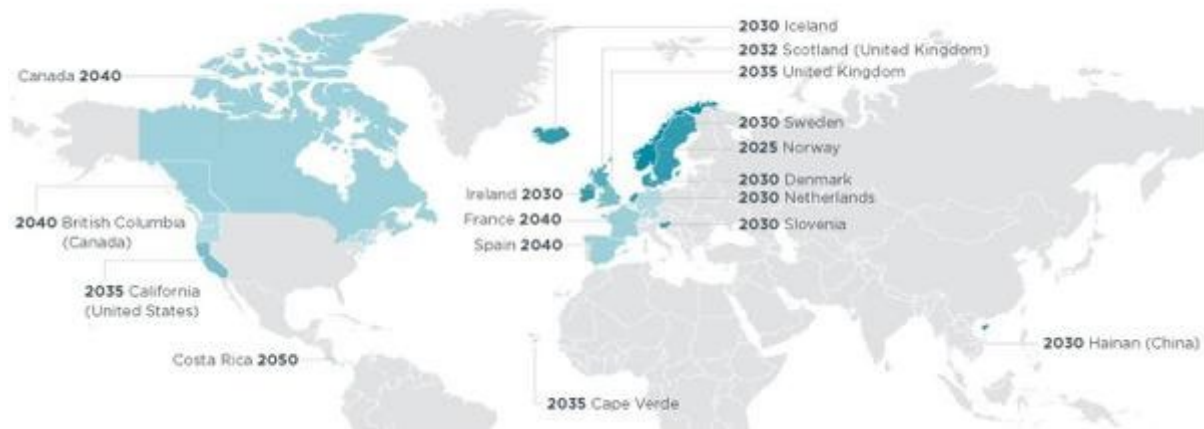 2030 Iceland
2032 Scotland (United Kingdom)
2035 United Kingdom
Canada 2040
2030 Sweden
2025 Norway
2030 Denmark
Ireland 2030
2030 Netherlands
France 2040
2030 Slovenia
2040 British Columbia
(Canada)
Spain 2040
2035 California
(United States)
2030 Hainan (China)
Costa Rica 2050
2035 Cape Verde